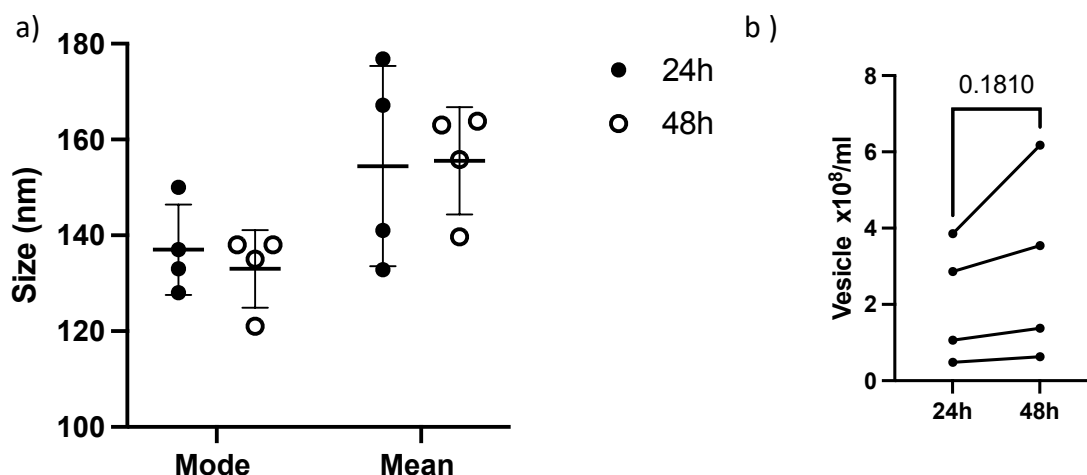 a)
180
160
140
120
100
Size (nm)
Mode
Mean
24h
48h
b )
8
6
4
2
0
Vesicle x10⁸/ml
0.1810
24h
48h